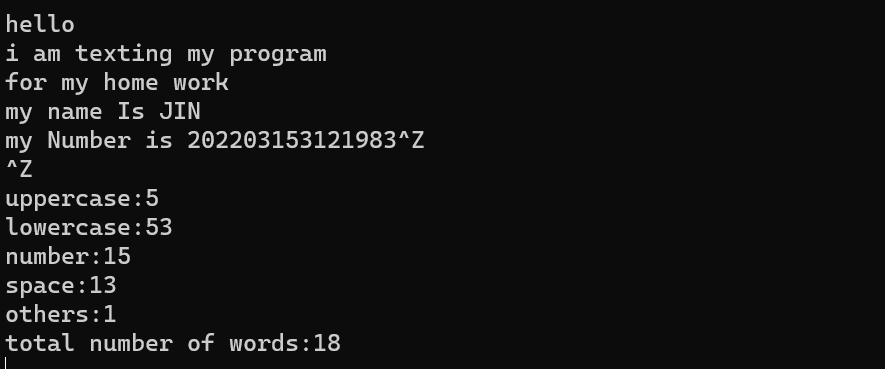 hello
i am texting my program
for my home work
my name Is JIN
my Number is 202203153121983^Z
^Z
uppercase:5
lowercase:53
number:15
space:13
others:1
total number of words:18